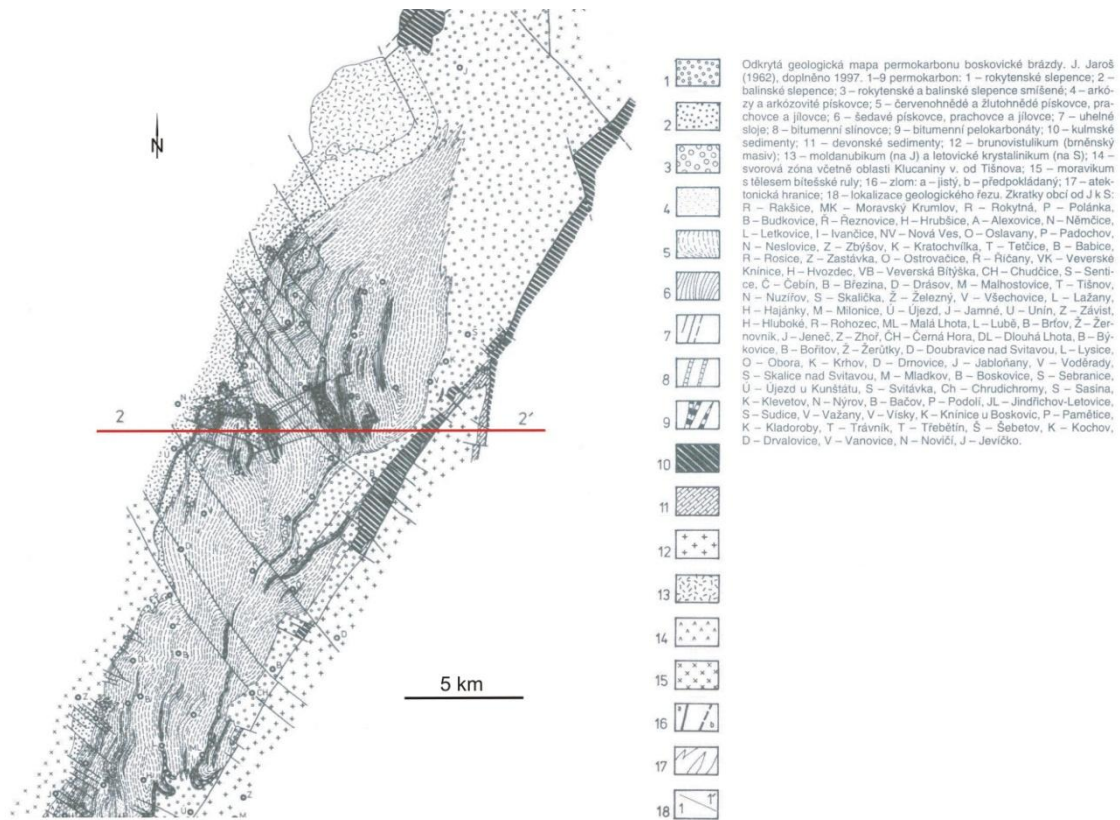 N
2
2'
5 km
1
2
3
4
5
6
7
8
9
10
11
12
13
14
15
16
a
b
17
18
1
1'
Odkrytá geologická mapa permokarbonu boskovické brázdy. J. Jaroš
(1962), doplněno 1997. 1–9 permokarbon: 1 – rokytenské slepence; 2 –
balinské slepence; 3 – rokytenské a balinské slepence smíšené; 4 – arkó-
zy a arkózovité pískovce; 5 – červenohnědé a žlutohnědé pískovce, pra-
chovce a jílovce; 6 – šedavé pískovce, prachovce a jílovce; 7 – uhelné
sloje; 8 – bitumenní slínovce; 9 – bitumenní pelokarbonáty; 10 – kulmské
sedimenty; 11 – devonské sedimenty; 12 – brunovistulikum (brněnský
masiv); 13 – moldanubikum (na J) a letovické krystalinikum (na S); 14 –
svorová zóna včetně oblasti Klucaniny v. od Tišnova; 15 – moravikum
s tělesem bítešské ruly; 16 – zlom: a – jistý, b – předpokládaný; 17 – atek-
tonická hranice; 18 – lokalizace geologického řezu. Zkratky obcí od J k S:
R – Rakšice, MK – Moravský Krumlov, R – Rokytná, P – Polánka,
B – Budkovice, Ř – Řeznovice, H – Hrubšice, A – Alexovice, N – Němčice,
L – Letkovice, I – Ivančice, NV – Nová Ves, O – Oslavany, P – Padochov,
N – Neslovice, Z – Zbýšov, K – Kratochvilka, T – Tetčice, B – Babice,
R – Rosice, Z – Zastávka, O – Ostrovačice, Ř – Říčany, VK – Veverské
Knínice, H – Hvozdec, VB – Veverská Bítýška, CH – Chudčice, S – Senti-
ce, Č – Čebín, B – Březina, D – Drásov, M – Malhostovice, T – Tišnov,
N – Nuzířov, S – Skalička, Ž – Železný, V – Všechovice, L – Lažany,
H – Hajánky, M – Milonice, Ú – Újezd, J – Jamné, U – Unín, Z – Závist,
H – Hluboké, R – Rohozec, ML – Malá Lhota, L – Lubě, B – Brťov, Ž – Žer-
novník, J – Jeneč, Z – Zhoř, ČH – Černá Hora, DL – Dlouhá Lhota, B – Bý-
kovice, B – Bořitov, Ž – Žerůtky, D – Doubravice nad Svitavou, L – Lysice,
O – Obora, K – Krhov, D – Drnovice, J – Jabloňany, V – Voděrady,
S – Skalice nad Svitavou, M – Mladkov, B – Boskovice, S – Sebranice,
Ú – Újezd u Kunštátu, S – Svitávka, Ch – Chrudichromy, S – Sasina,
K – Klevetov, N – Nýrov, B – Bačov, P – Podolí, JL – Jindřichov-Letovice,
S – Sudice, V – Važany, V – Vísky, K – Knínice u Boskovic, P – Pamětice,
K – Kladoroby, T – Trávník, T – Třebětín, Š – Šebetov, K – Kochov,
D – Drvalovice, V – Vanovice, N – Novičí, J – Jevíčko.